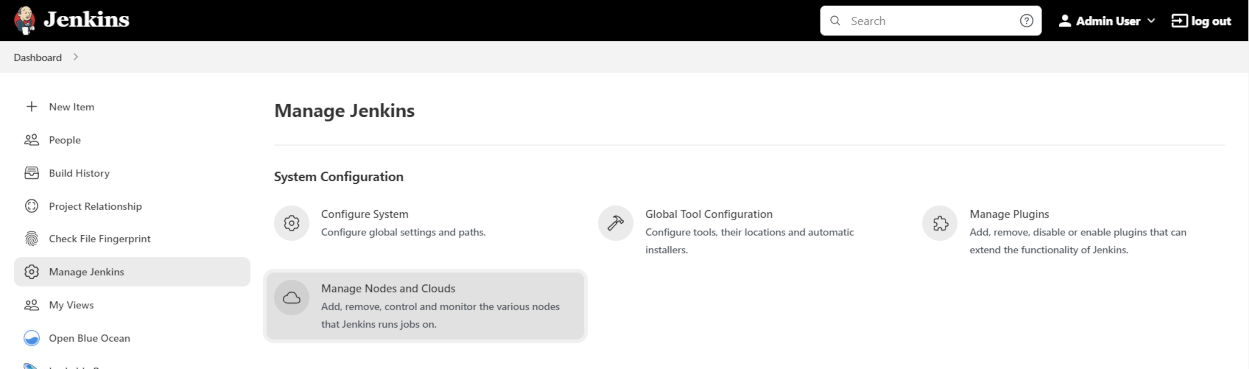 Jenkins
Search
Admin User
log out
Dashboard
New Item
People
Build History
Project Relationship
Check File Fingerprint
Manage Jenkins
My Views
Open Blue Ocean
Manage Jenkins
System Configuration
Configure System
Configure global settings and paths.
Global Tool Configuration
Configure tools, their locations and automatic
installers.
Manage Plugins
Add, remove, disable or enable plugins that can
extend the functionality of Jenkins.
Manage Nodes and Clouds
Add, remove, control and monitor the various nodes
that Jenkins runs jobs on.